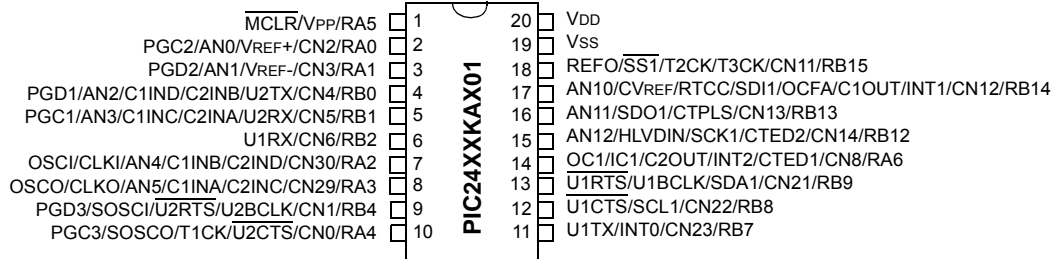 MCLR/VPP/RA5 1
PGC2/AN0/VREF+/CN2/RA0 2
PGD2/AN1/VREF-/CN3/RA1 3
PGD1/AN2/C1IND/C2INB/U2TX/CN4/RB0 4
PGC1/AN3/C1INC/C2INA/U2RX/CN5/RB1 5
U1RX/CN6/RB2 6
OSCI/CLKI/AN4/C1INB/C2IND/CN30/RA2 7
OSCO/CLKO/AN5/C1INA/C2INC/CN29/RA3 8
PGD3/SOSCI/U2RTS/U2BCLK/CN1/RB4 9
PGC3/SOSCO/T1CK/U2CTS/CN0/RA4 10
PIC24XXKAX01
20 VDD
19 VSS
18 REFO/SS1/T2CK/T3CK/CN11/RB15
17 AN10/CVREF/RTCC/SDI1/OCFA/C1OUT/INT1/CN12/RB14
16 AN11/SDO1/CTPLS/CN13/RB13
15 AN12/HLVDIN/SCK1/CTED2/CN14/RB12
14 OC1/IC1/C2OUT/INT2/CTED1/CN8/RA6
13 U1RTS/U1BCLK/SDA1/CN21/RB9
12 U1CTS/SCL1/CN22/RB8
11 U1TX/INT0/CN23/RB7